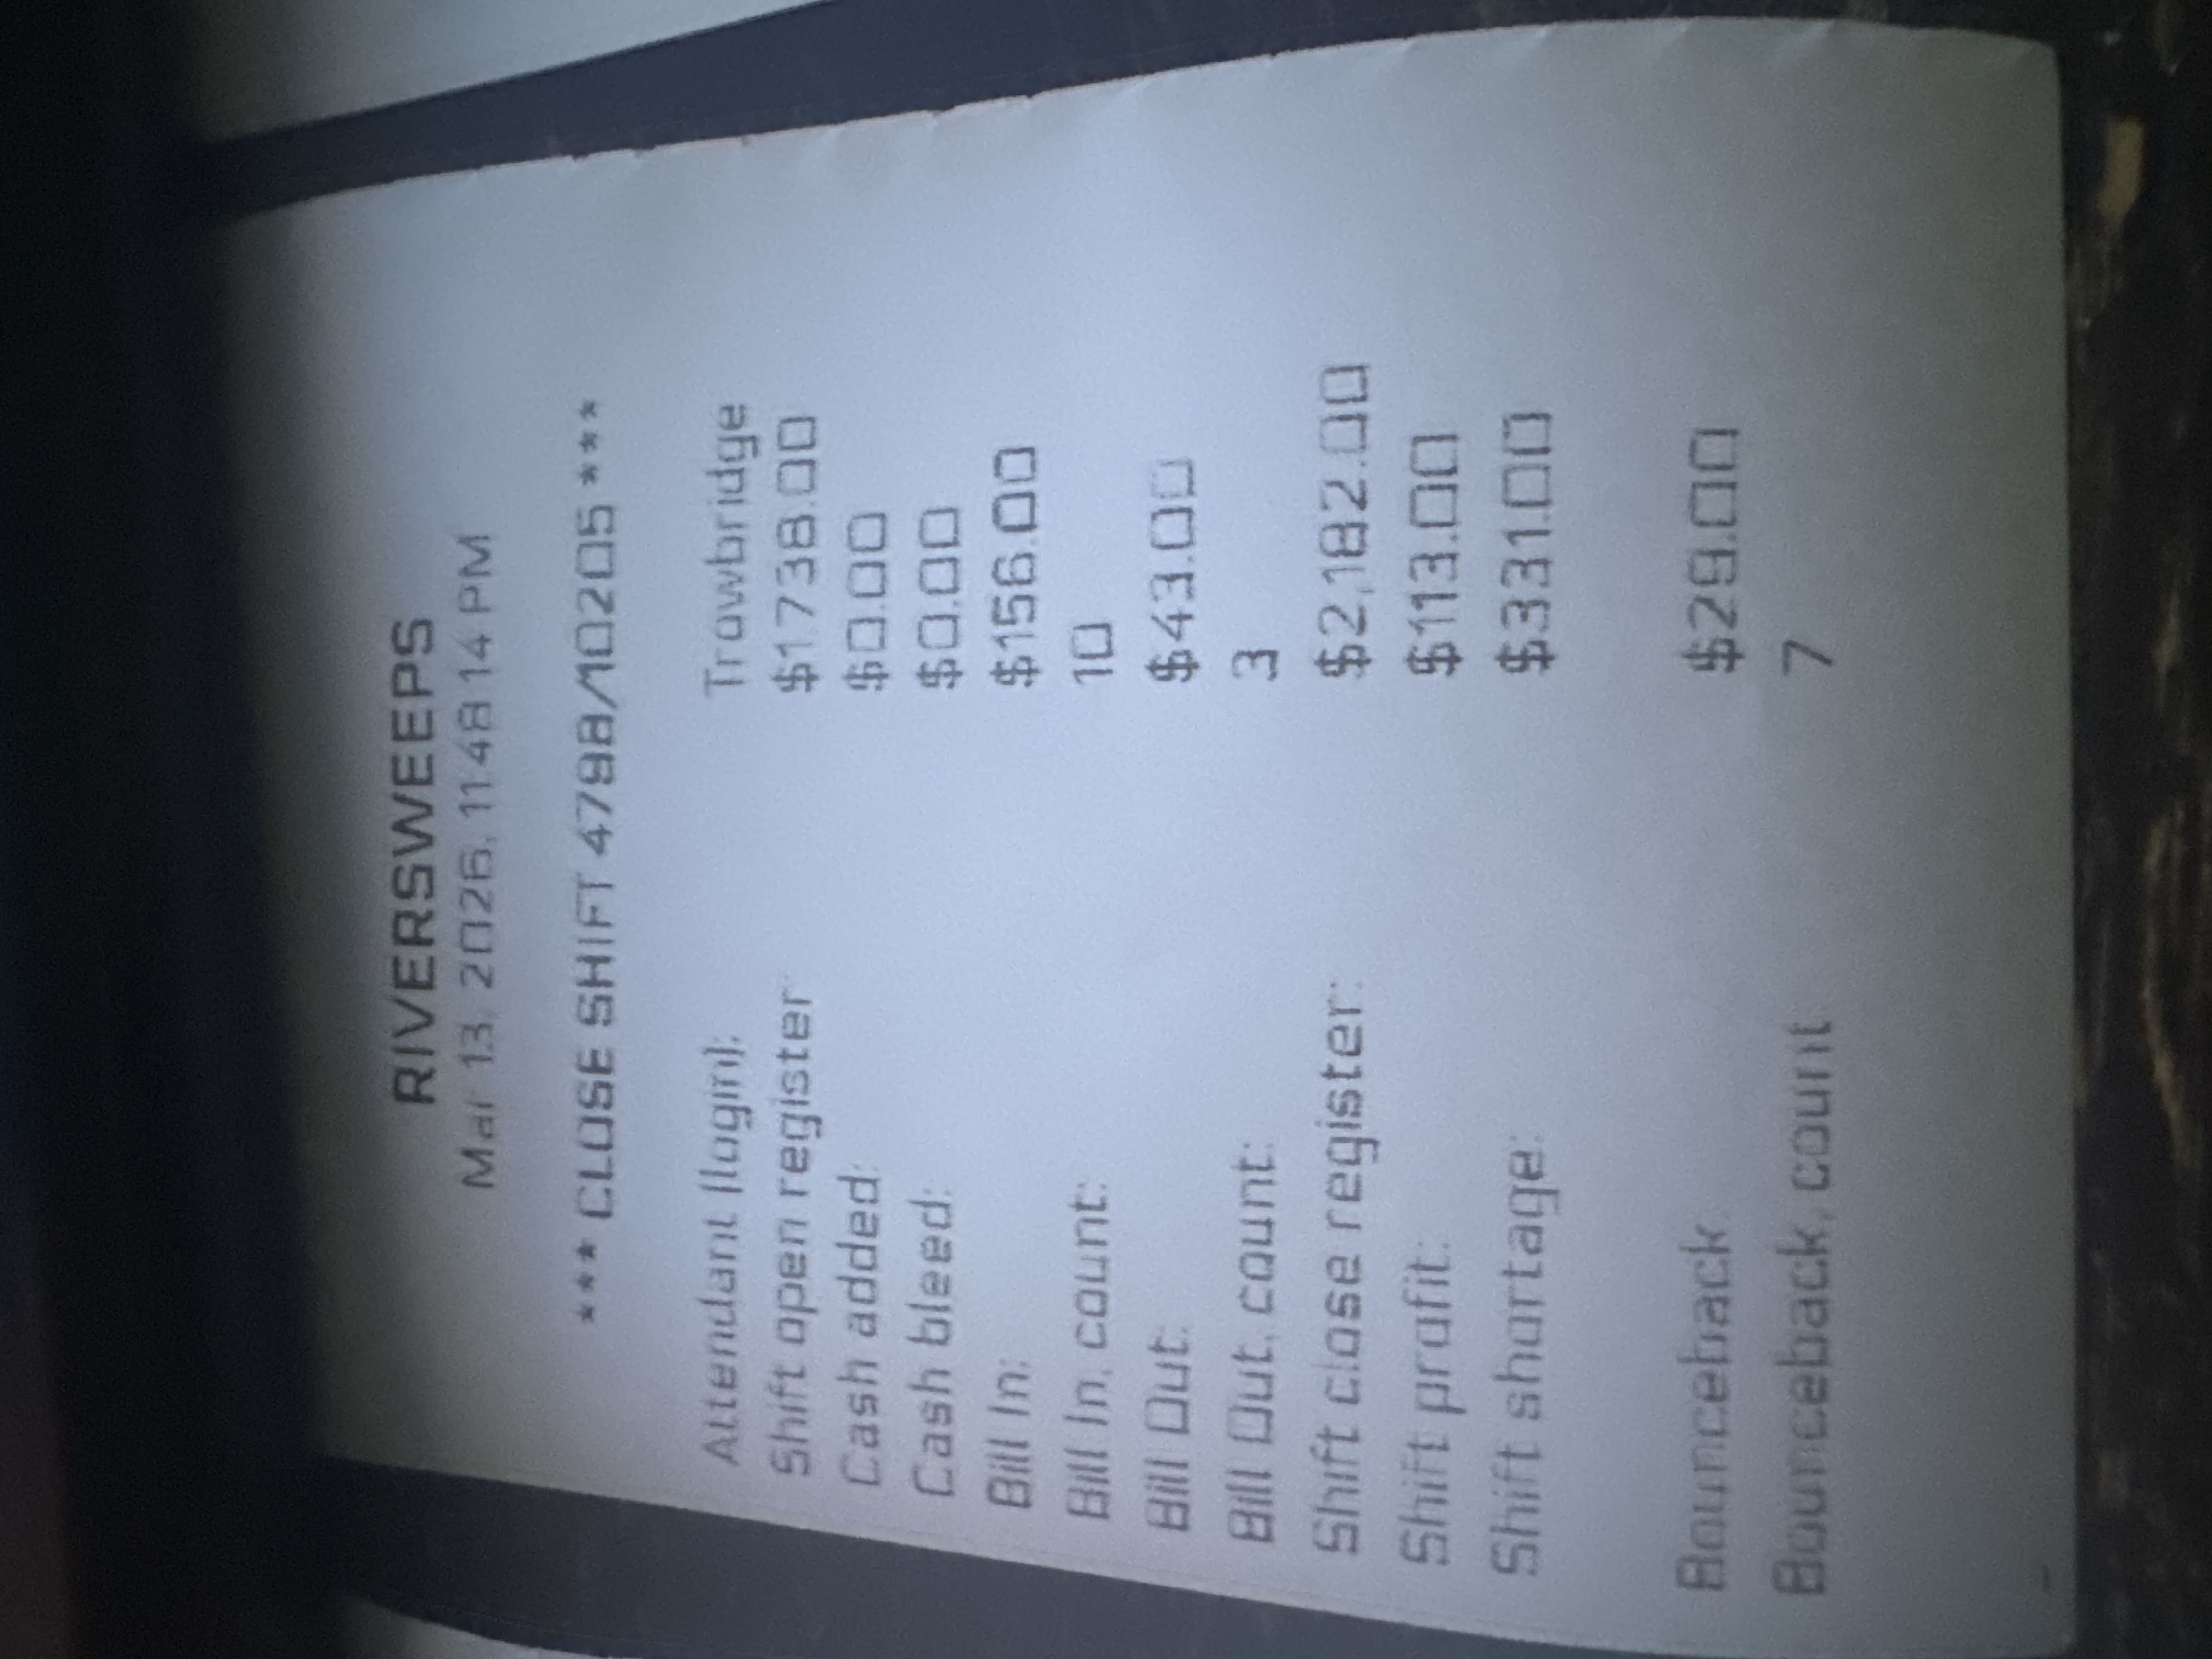 RIVERSWEEPS
Mar 13, 2026, 11:48:14 PM
*** CLOSE SHIFT 4798/10205 ***
Attendant (login): Trowbridge
Shift open register: $1738.00
Cash added: $0.00
Cash bleed: $0.00
Bill In: $156.00
Bill In, count: 10
Bill Out: $43.00
Bill Out, count: 3
Shift close register: $2,182.00
Shift profit: $113.00
Shift shortage: $331.00
Bounceback: $29.00
Bounceback, count: 7